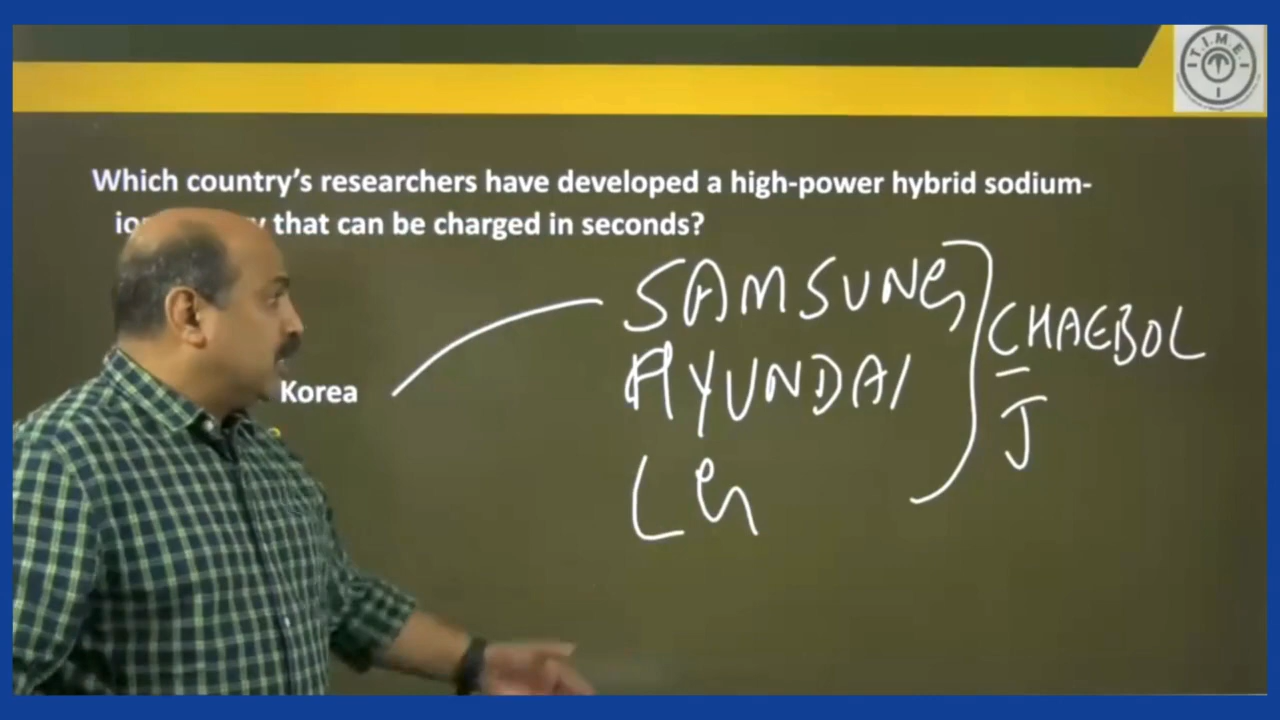 T.I.M.E.
Which country's researchers have developed a high-power hybrid sodium-
that can be charged in seconds?
SAMSUNG
CHAEBOL
HYUNDAI
Korea
J
LG